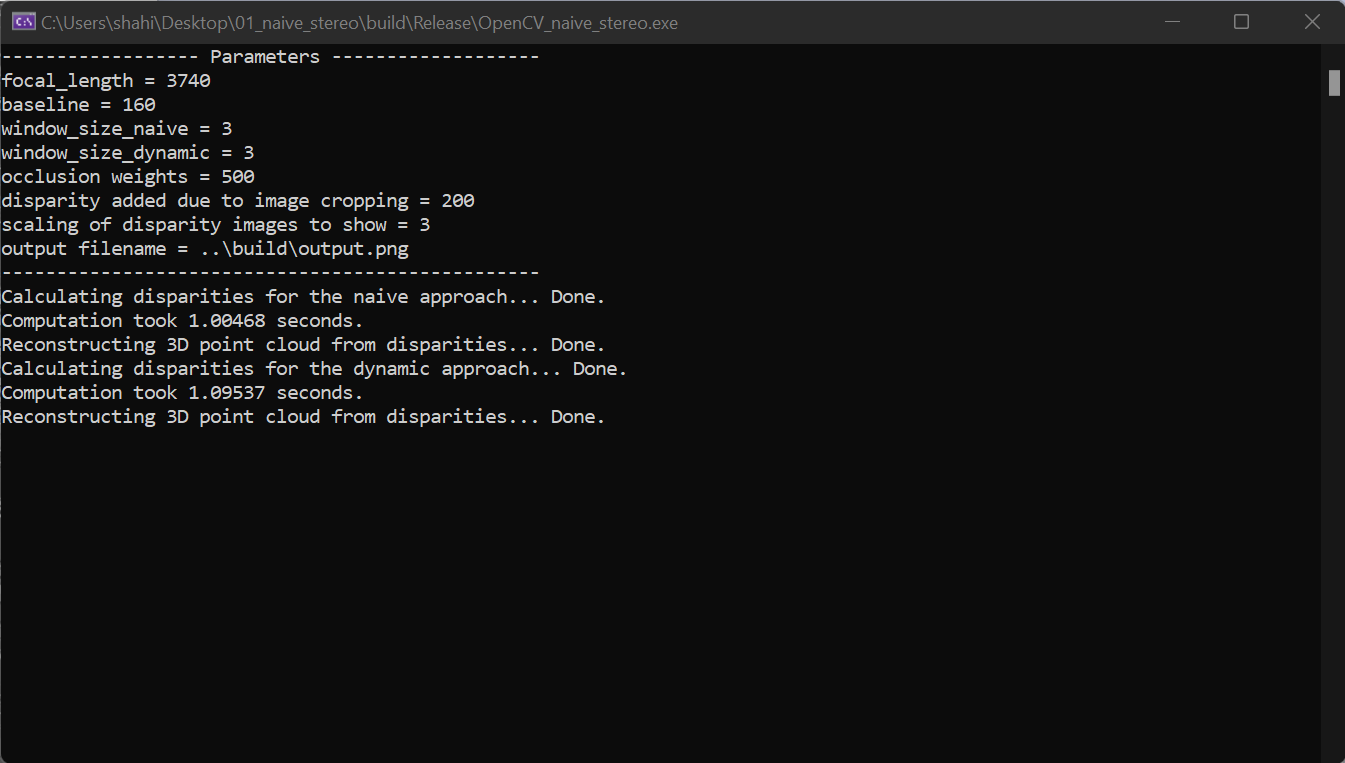 C:\Users\shahi\Desktop\01_naive_stereo\build\Release\OpenCV_naive_stereo.exe
------------------ Parameters -------------------
focal_length = 3740
baseline = 160
window_size_naive = 3
window_size_dynamic = 3
occlusion weights = 500
disparity added due to image cropping = 200
scaling of disparity images to show = 3
output filename = ..\build\output.png
-------------------------------------------------
Calculating disparities for the naive approach... Done.
Computation took 1.00468 seconds.
Reconstructing 3D point cloud from disparities... Done.
Calculating disparities for the dynamic approach... Done.
Computation took 1.09537 seconds.
Reconstructing 3D point cloud from disparities... Done.